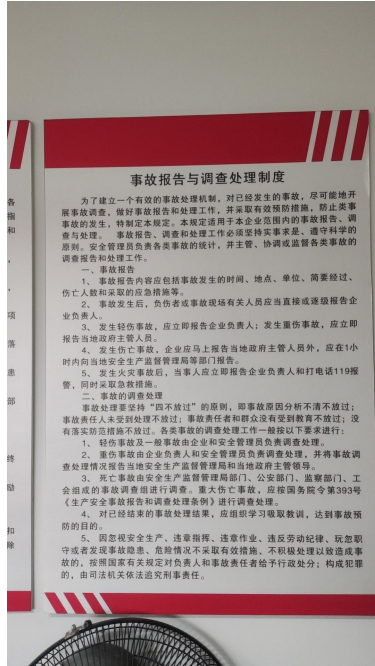 事故报告与调查处理制度
为了建立一个有效的事故处理机制，对已经发生的事故，尽可能地开
展事故调查，做好事故报告和处理工作，并采取有效预防措施，防止类事
事故的发生，特制定本规定。本规定适用于本企业范围内的事故报告、调
查与处理。 事故报告、调查和处理工作必须坚持实事求是、遵守科学的
原则。安全管理员负责各类事故的统计，并主管、协调或监督各类事故的
调查报告和处理工作。
一、事故报告
1、 事故报告内容应包括事故发生的时间、地点、单位、简要经过、
伤亡人数和采取的应急措施等。
2、 事故发生后，负伤者或事故现场有关人员应当直接或逐级报告企
业负责人。
3、 发生轻伤事故，应立即报告企业负责人；发生重伤事故，应立即
报告当地政府主管人员。
4、 发生伤亡事故，企业应马上报告当地政府主管人员外，应在1小
时内向当地安全生产监督管理局等部门报告。
5、 发生火灾事故后，当事人应立即报告企业负责人和打电话119报
警，同时采取急救措施。
二、事故的调查处理
事故处理要坚持“四不放过”的原则，即事故原因分析不清不放过；
事故责任人未受到处理不放过；事故责任者和群众没有受到教育不放过；没
有落实防范措施不放过。各类事故的调查处理工作一般按以下要求进行：
1、 轻伤事故及一般事故由企业和安全管理员负责调查处理。
2、 重伤事故由企业负责人和安全管理员负责调查处理，并将事故调
查处理情况报告当地安全生产监督管理局和当地政府主管领导。
3、 死亡事故由安全生产监督管理局部门、公安部门、监察部门、工
会组成的事故调查组进行调查。重大伤亡事故，应按国务院令第393号
《生产安全事故报告和调查处理条例》进行调查处理。
4、 对已经结束的事故处理结果，应组织学习吸取教训，达到事故预
防的目的。
5、 因忽视安全生产、违章指挥、违章作业、违反劳动纪律、玩忽职
守或者发现事故隐患、危险情况不采取有效措施、不积极处理以致造成事
故的，按照国家有关规定对负责人和事故责任者给予行政处分；构成犯罪
的，由司法机关依法追究刑事责任。
各
指
和
项
落
患
部
终
励
扣
除